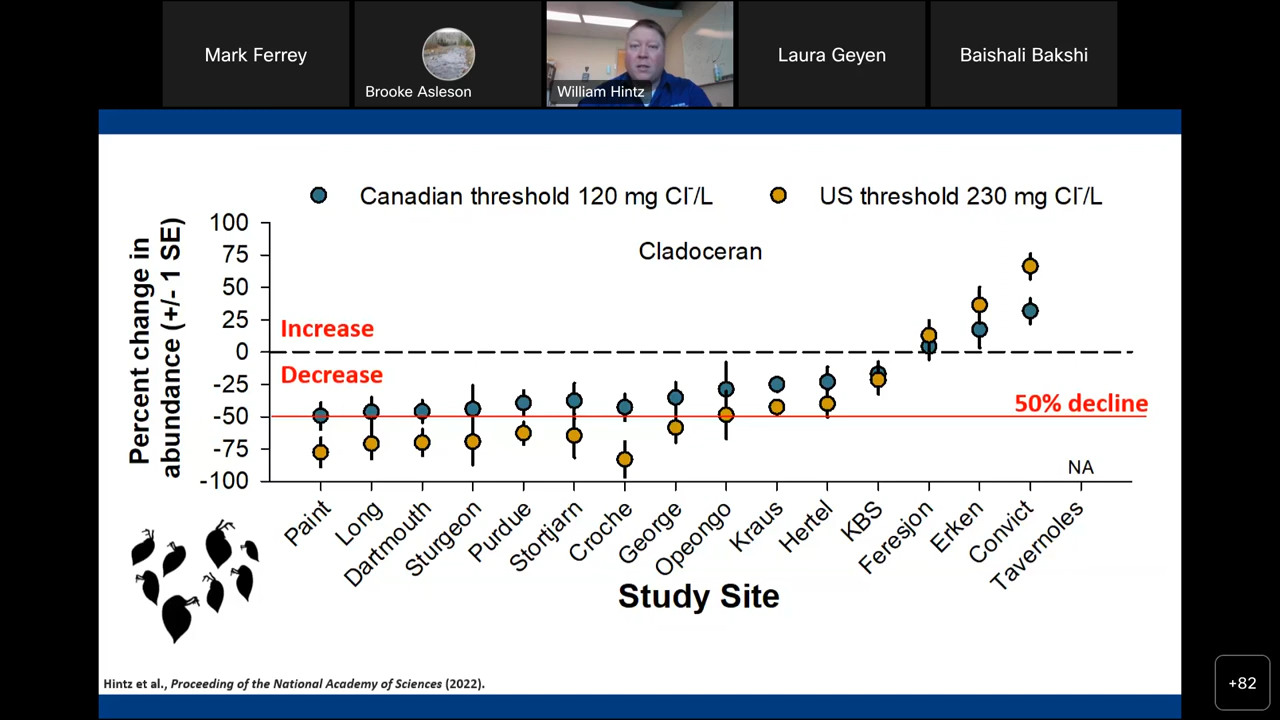 Mark Ferrey
Brooke Asleson
William Hintz
Laura Geyen
Baishali Bakshi
Canadian threshold 120 mg Cl⁻/L
US threshold 230 mg Cl⁻/L
Cladoceran
Percent change in
abundance (+/- 1 SE)
100
75
50
25
0
-25
-50
-75
-100
Increase
Decrease
50% decline
NA
Paint
Long
Dartmouth
Sturgeon
Purdue
Stortjarn
Croche
George
Opeongo
Kraus
Hertel
KBS
Feresjon
Erken
Convict
Tavernoles
Study Site
Hintz et al., Proceeding of the National Academy of Sciences (2022).
+82